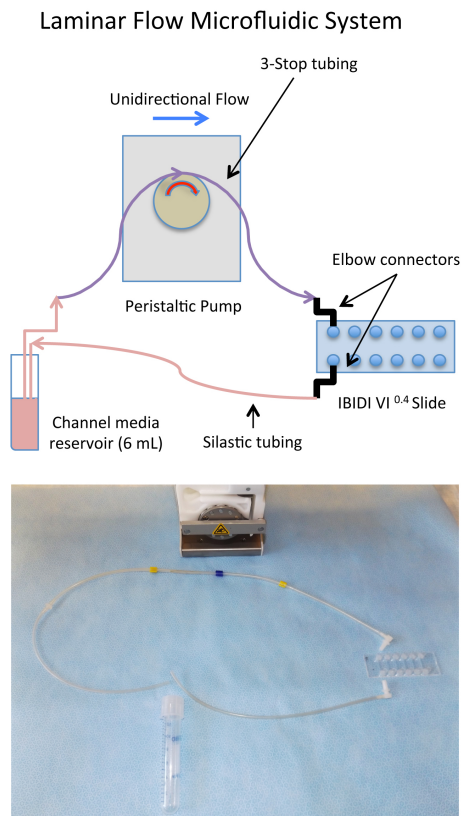 Laminar Flow Microfluidic System
3-Stop tubing
Unidirectional Flow
Elbow connectors
Peristaltic Pump
IBIDI VI 0.4 Slide
Channel media
reservoir (6 mL)
Silastic tubing